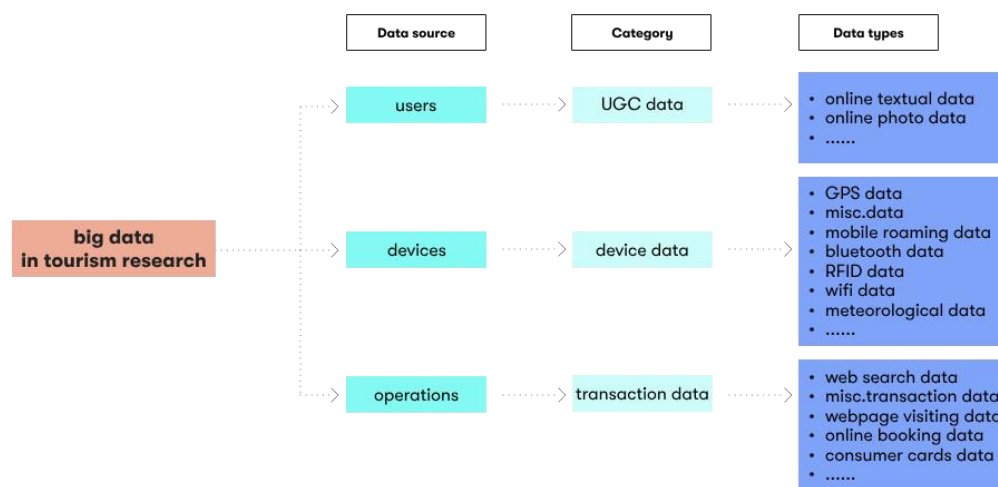 Data source
Category
Data types
big data
in tourism research
users
UGC data
• online textual data
• online photo data
• ......
devices
device data
• GPS data
• misc.data
• mobile roaming data
• bluetooth data
• RFID data
• wifi data
• meteorological data
• ......
operations
transaction data
• web search data
• misc.transaction data
• webpage visiting data
• online booking data
• consumer cards data
• ......